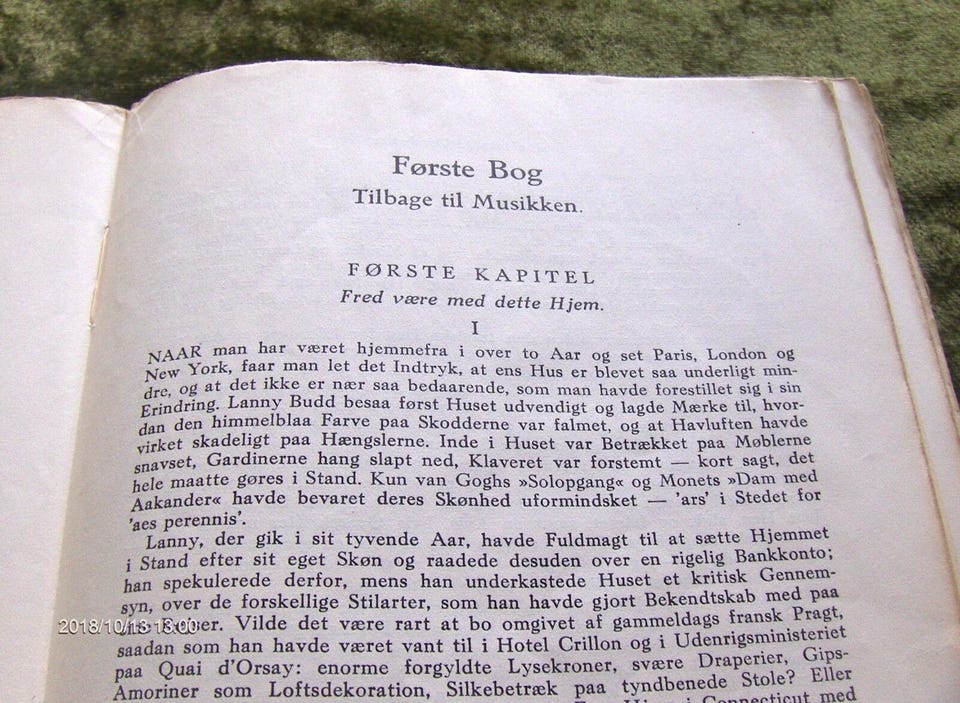 Første Bog
Tilbage til Musikken.
FØRSTE KAPITEL
Fred være med dette Hjem.
I
NAAR man har været hjemmefra i over to Aar og set Paris, London og
New York, faar man let det Indtryk, at ens Hus er blevet saa underligt min-
dre, og at det ikke er nær saa bedaarende, som man havde forestillet sig i sin
Erindring. Lanny Budd besaa først Huset udvendigt og lagde Mærke til, hvor-
dan den himmelblaa Farve paa Skodderne var falmet, og at Havluften havde
virket skadeligt paa Hængslerne. Inde i Huset var Betrækket paa Møblerne
snavset, Gardinerne hang slapt ned, Klaveret var forstemt — kort sagt, det
hele maatte gøres i Stand. Kun van Goghs »Solopgang« og Monets »Dam med
Aakander« havde bevaret deres Skønhed uformindsket — 'ars' i Stedet for
'aes perennis'.
Lanny, der gik i sit tyvende Aar, havde Fuldmagt til at sætte Hjemmet
i Stand efter sit eget Skøn og raadede desuden over en rigelig Bankkonto;
han spekulerede derfor, mens han underkastede Huset et kritisk Gennem-
syn, over de forskellige Stilarter, som han havde gjort Bekendtskab med paa
Vilde det være rart at bo omgivet af gammeldags fransk Pragt,
saadan som han havde været vant til i Hotel Crillon og i Udenrigsministeriet
paa Quai d'Orsay: enorme forgyldte Lysekroner, svære Draperier, Gips-
Amoriner som Loftsdekoration, Silkebetræk paa tyndbenede Stole? Eller
Hjem i Connecticut med
2018/10/13 13:00